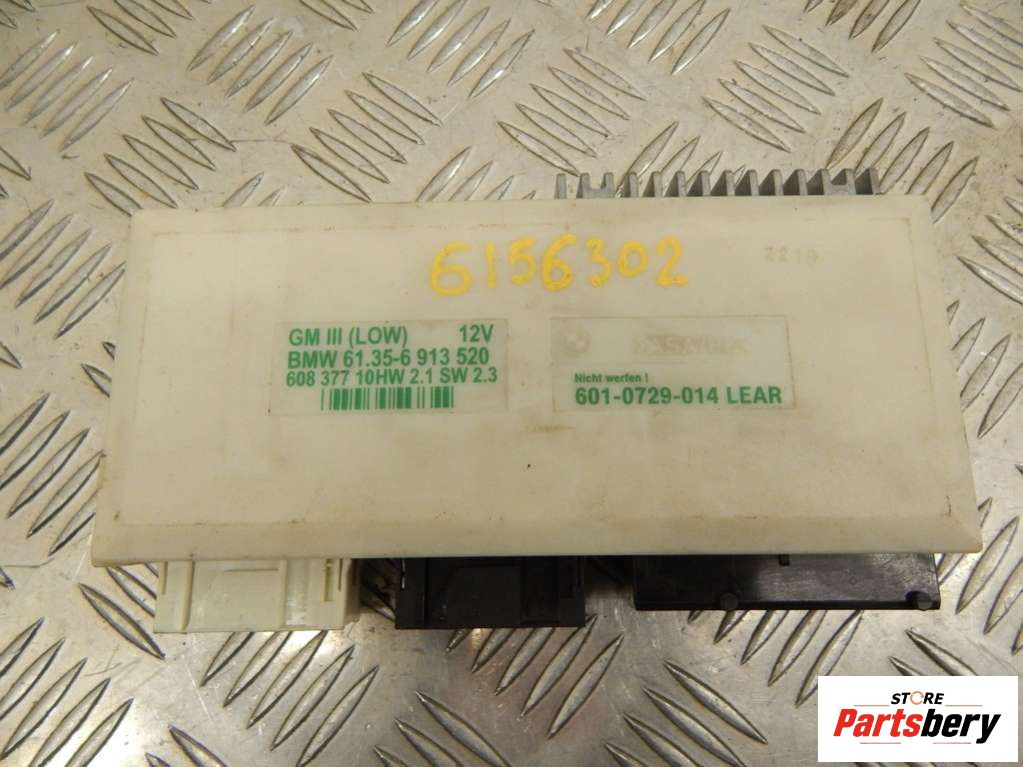 6156302
2219
GM III (LOW) 12V
BMW 61.35-6 913 520
608 377 10HW 2.1 SW 2.3
Nicht werfen !
601-0729-014 LEAR
STORE
Partsbery